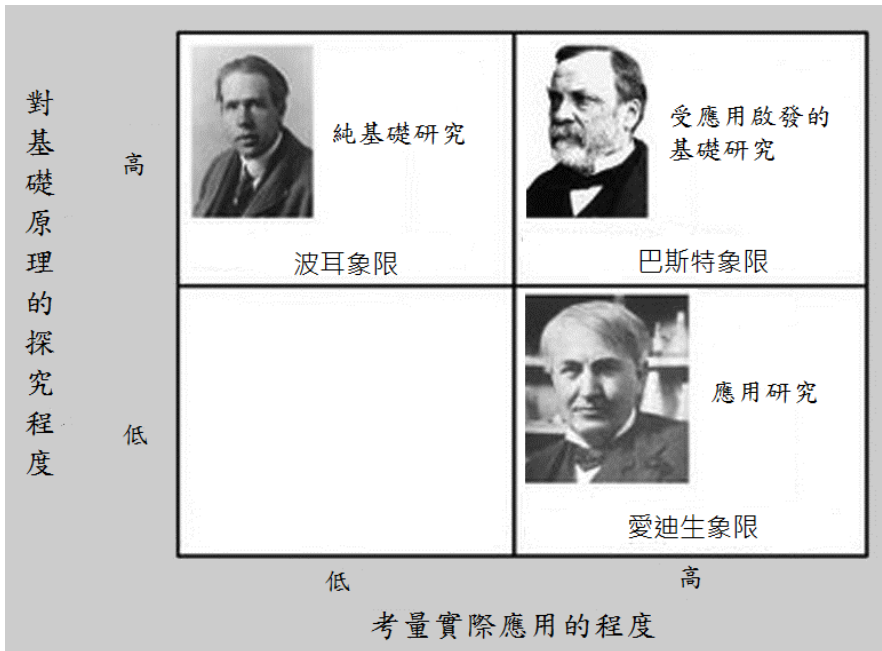 對基礎原理的探究程度
高
低
純基礎研究
波耳象限
受應用啟發的
基礎研究
巴斯特象限
應用研究
愛迪生象限
低
高
考量實際應用的程度